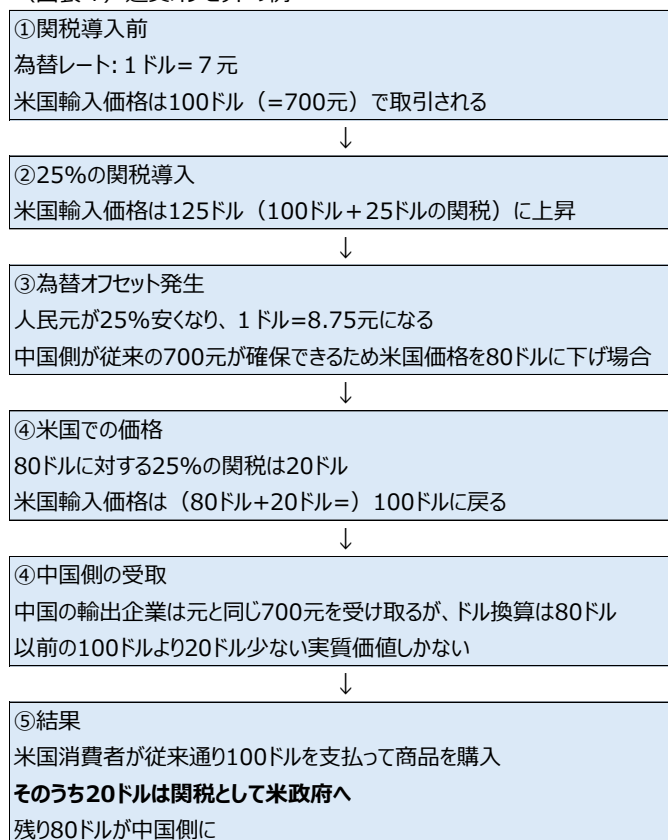 ①関税導入前
為替レート: 1ドル=7元
米国輸入価格は100ドル（=700元）で取引される
↓
②25%の関税導入
米国輸入価格は125ドル（100ドル＋25ドルの関税）に上昇
↓
③為替オフセット発生
人民元が25%安くなり、1ドル=8.75元になる
中国側が従来の700元が確保できるため米国価格を80ドルに下げ場合
↓
④米国での価格
80ドルに対する25%の関税は20ドル
米国輸入価格は（80ドル+20ドル=）100ドルに戻る
↓
④中国側の受取
中国の輸出企業は元と同じ700元を受け取るが、ドル換算は80ドル
以前の100ドルより20ドル少ない実質価値しかない
↓
⑤結果
米国消費者が従来通り100ドルを支払って商品を購入
そのうち20ドルは関税として米政府へ
残り80ドルが中国側に